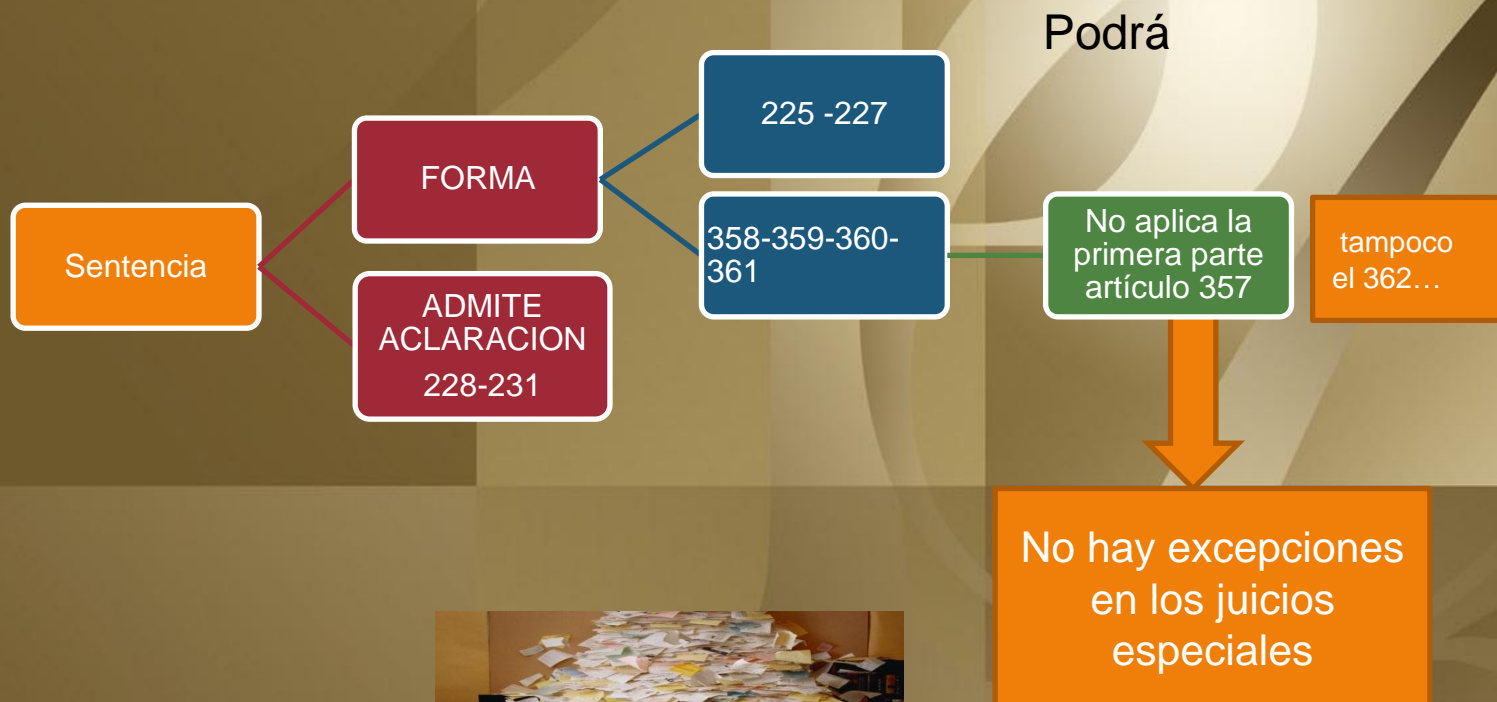 Podrá
Sentencia
FORMA
ADMITE
ACLARACION
228-231
225 -227
358-359-360-
361
No aplica la
primera parte
artículo 357
tampoco
el 362…
No hay excepciones
en los juicios
especiales